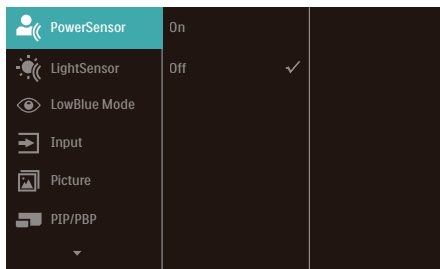 PowerSensor
On
LightSensor
Off
LowBlue Mode
Input
Picture
PIP/PBP